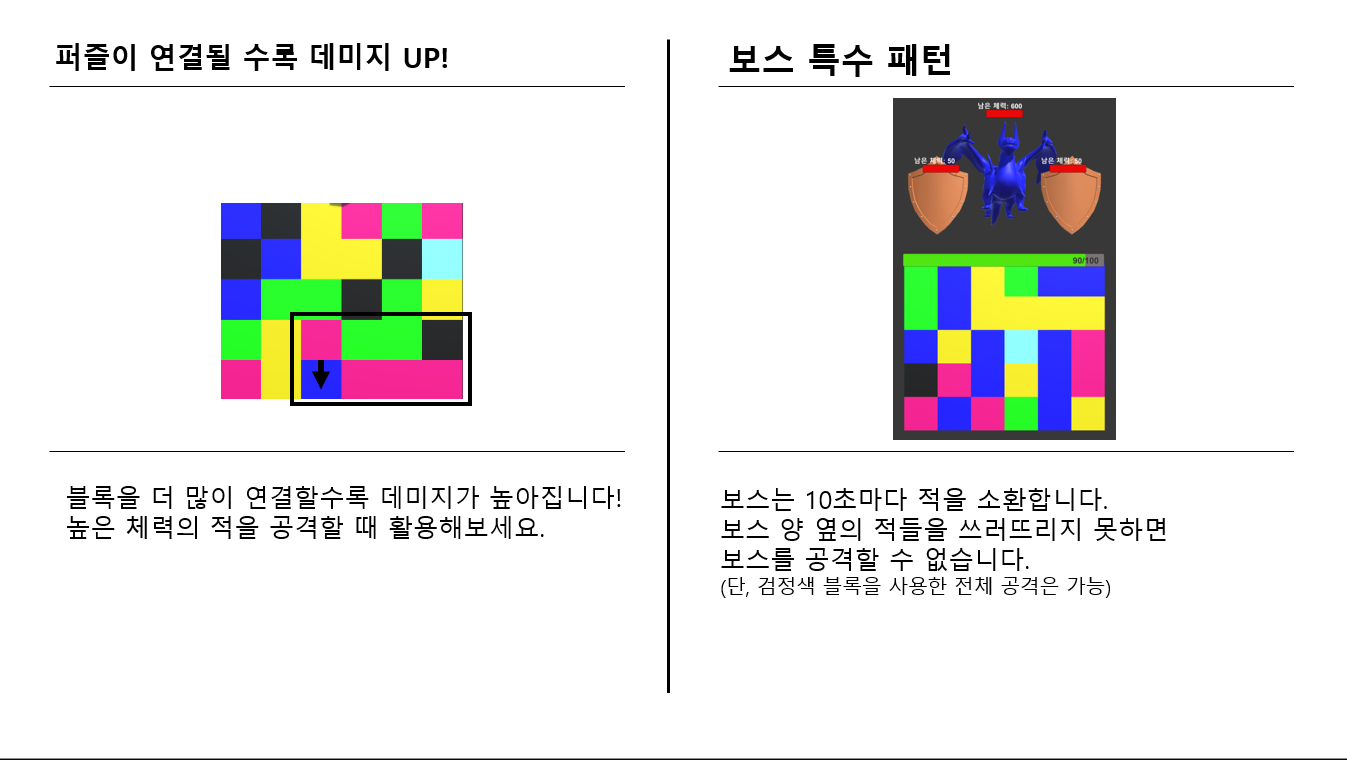 퍼즐이 연결될 수록 데미지 UP!
블록을 더 많이 연결할수록 데미지가 높아집니다!
높은 체력의 적을 공격할 때 활용해보세요.
보스 특수 패턴
남은 체력: 600
남은 체력: 50
남은 체력: 50
90/100
보스는 10초마다 적을 소환합니다.
보스 양 옆의 적들을 쓰러뜨리지 못하면
보스를 공격할 수 없습니다.
(단, 검정색 블록을 사용한 전체 공격은 가능)